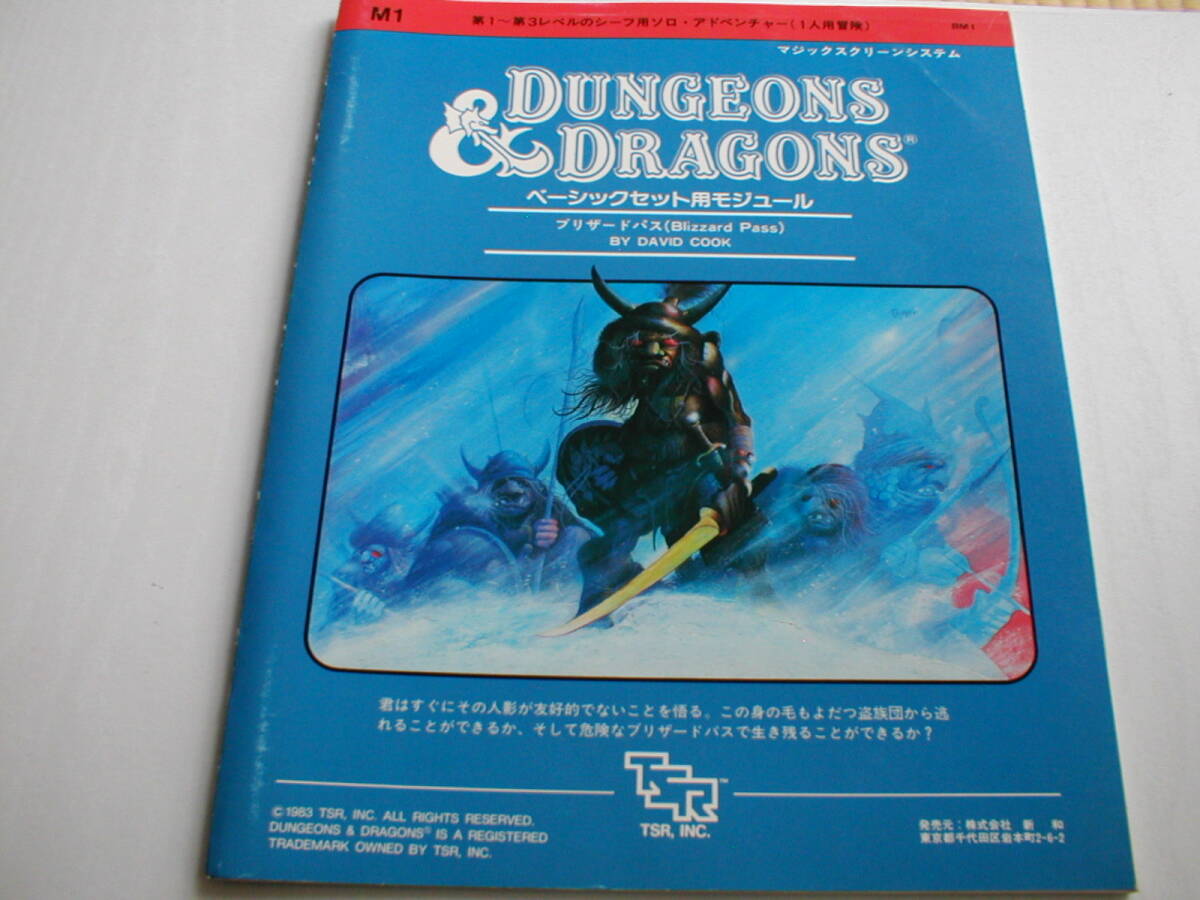 M1
第1～第3レベルのシーフ用ソロ・アドベンチャー(1人用冒険)
BM1
マジックスクリーンシステム
DUNGEONS
& DRAGONS®
ベーシックセット用モジュール
ブリザードパス(Blizzard Pass)
BY DAVID COOK
君はすぐにその人影が友好的でないことを悟る。この身の毛もよだつ盗族団から逃
れることができるか、そして危険なブリザードパスで生き残ることができるか?
TSR™
TSR, INC.
©1983 TSR, INC. ALL RIGHTS RESERVED.
DUNGEONS & DRAGONS® IS A REGISTERED
TRADEMARK OWNED BY TSR, INC.
発売元:株式会社 新 和
東京都千代田区岩本町2-6-2